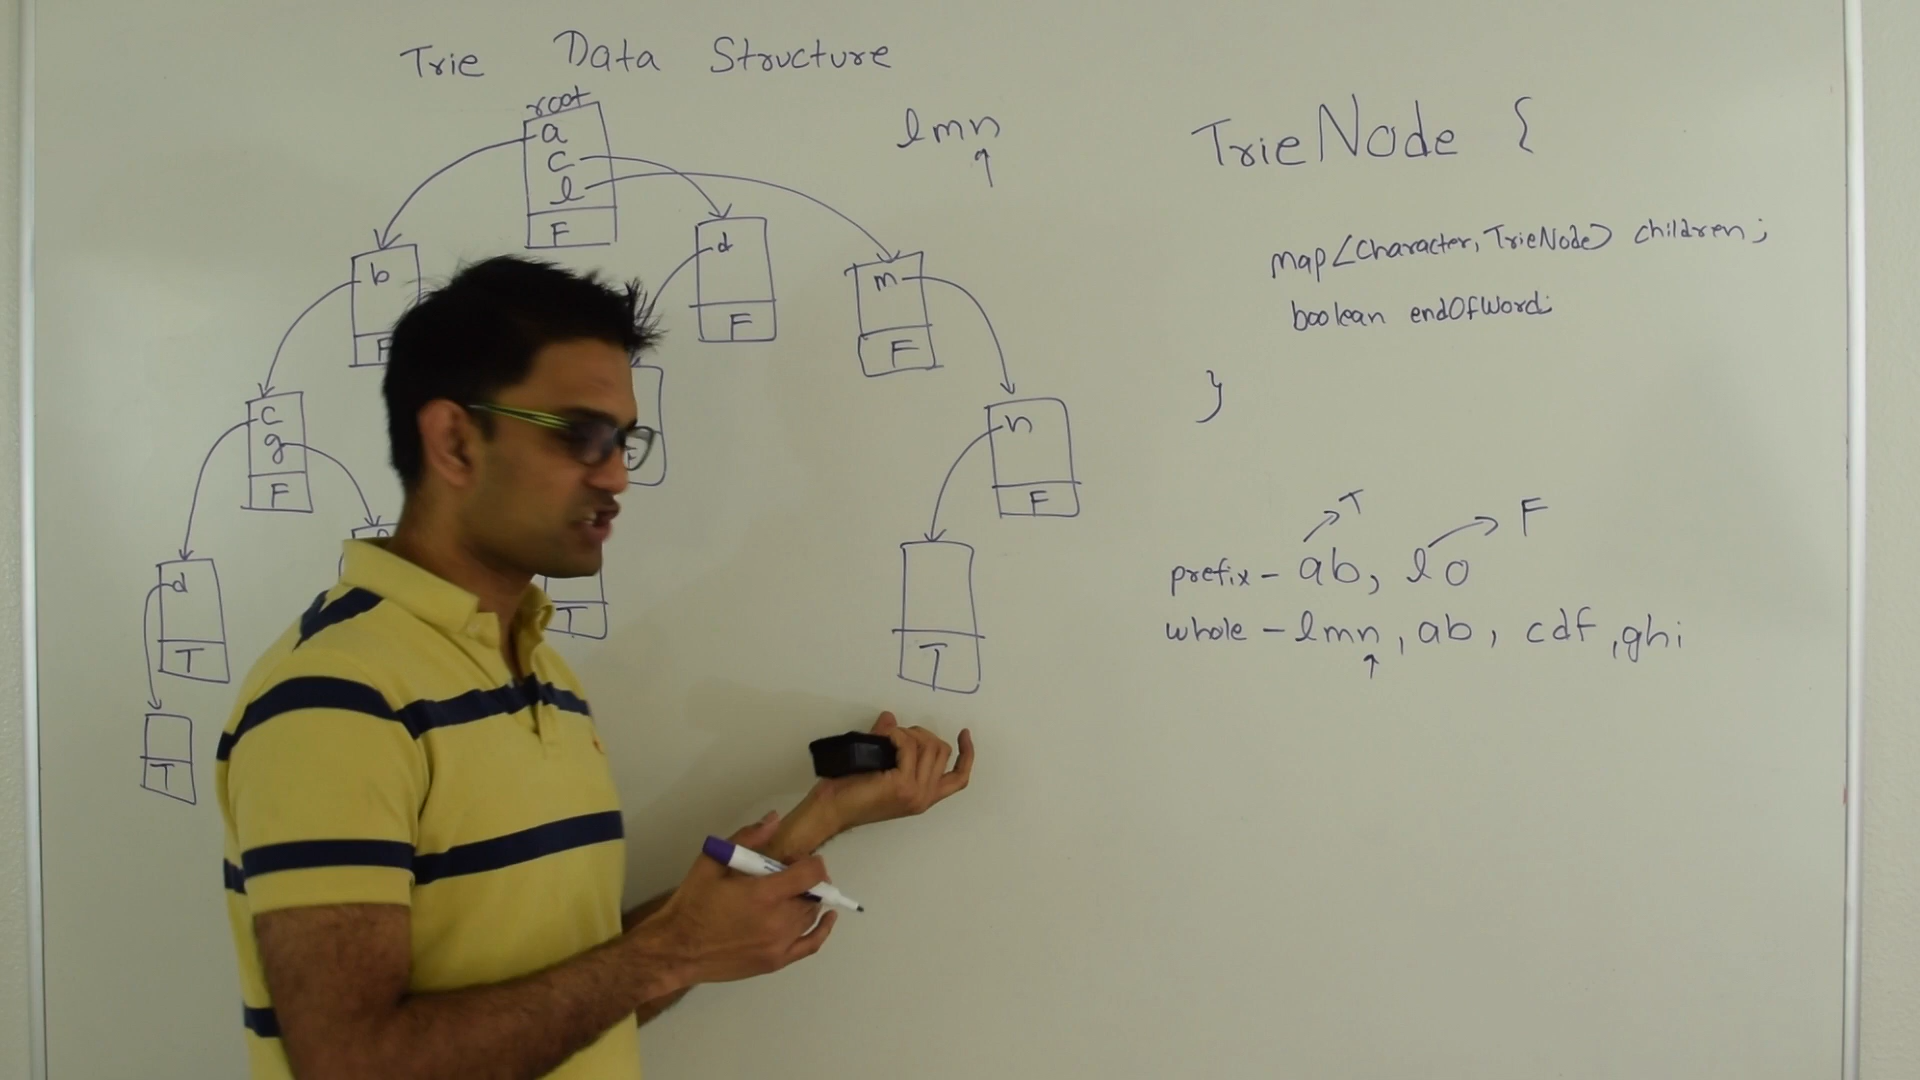 Trie Data Structure
root
a
c
l
F
lmn
TrieNode {
map<Character, TrieNode> children;
boolean endOfWord;
}
b
F
d
F
m
F
c
g
F
n
F
d
T
T
T
T
T
F
prefix - ab, lo
whole - lmn, ab, cdf, ghi